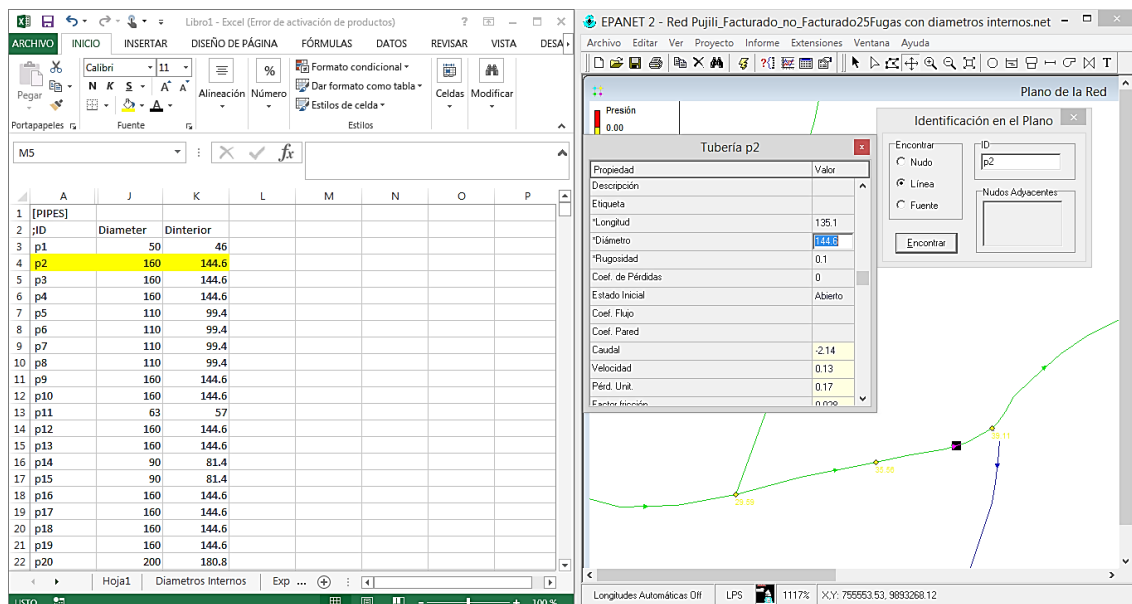 Libro1 - Excel (Error de activación de productos)
ARCHIVO INICIO INSERTAR DISEÑO DE PÁGINA FÓRMULAS DATOS REVISAR VISTA DESA
Pegar
Calibri 11
N K S A A
Alineación
Número
Formato condicional
Dar formato como tabla
Estilos de celda
Celdas
Modificar
Portapapeles Fuente Estilos
M5 fx
A J K L M N O P
1 [PIPES]
2 ;ID Diameter Dinterior
3 p1 50 46
4 p2 160 144.6
5 p3 160 144.6
6 p4 160 144.6
7 p5 110 99.4
8 p6 110 99.4
9 p7 110 99.4
10 p8 110 99.4
11 p9 160 144.6
12 p10 160 144.6
13 p11 63 57
14 p12 160 144.6
15 p13 160 144.6
16 p14 90 81.4
17 p15 90 81.4
18 p16 160 144.6
19 p17 160 144.6
20 p18 160 144.6
21 p19 160 144.6
22 p20 200 180.8
Hoja1 Diametros Internos Exp ...
LISTO 100 %
EPANET 2 - Red Pujili_Facturado_no_Facturado25Fugas con diametros internos.net
Archivo Editar Ver Proyecto Informe Extensiones Ventana Ayuda
Plano de la Red
Presión
0.00
Identificación en el Plano
Encontrar
Nudo
Línea
Fuente
ID
p2
Nudos Adyacentes
Encontrar
Tubería p2
Propiedad Valor
Descripción
Etiqueta
*Longitud 135.1
*Diámetro 144.6
*Rugosidad 0.1
Coef. de Pérdidas 0
Estado Inicial Abierto
Coef. Flujo
Coef. Pared
Caudal -2.14
Velocidad 0.13
Pérd. Unit. 0.17
Factor fricción 0.028
Longitudes Automáticas Off LPS 1117% X,Y: 755553.53, 9893268.12